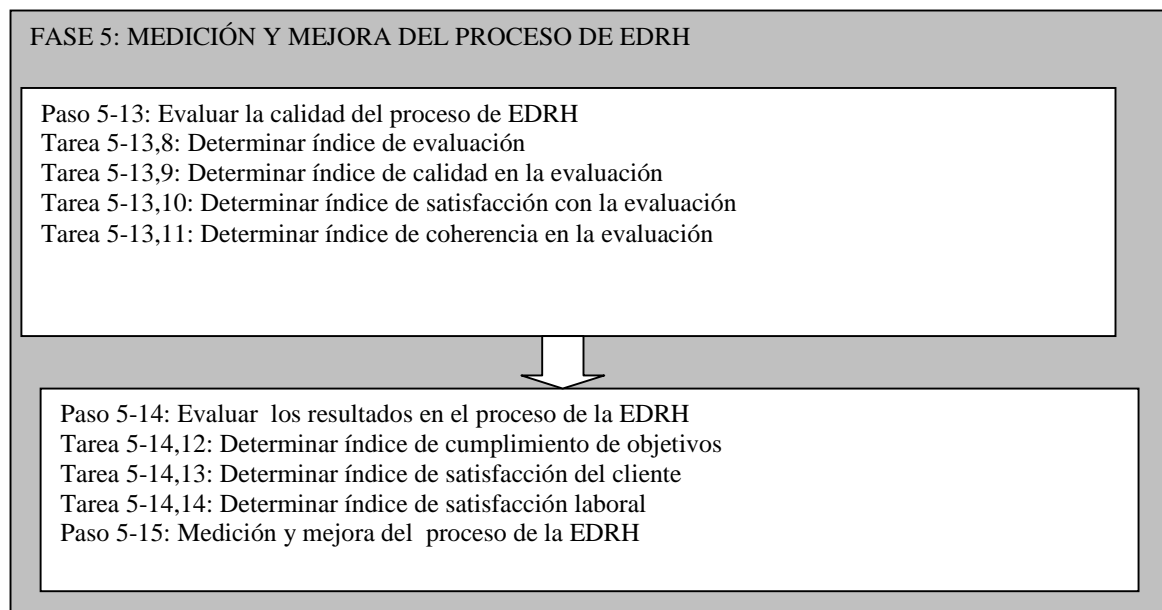 FASE 5: MEDICIÓN Y MEJORA DEL PROCESO DE EDRH
Paso 5-13: Evaluar la calidad del proceso de EDRH
Tarea 5-13,8: Determinar índice de evaluación
Tarea 5-13,9: Determinar índice de calidad en la evaluación
Tarea 5-13,10: Determinar índice de satisfacción con la evaluación
Tarea 5-13,11: Determinar índice de coherencia en la evaluación
Paso 5-14: Evaluar los resultados en el proceso de la EDRH
Tarea 5-14,12: Determinar índice de cumplimiento de objetivos
Tarea 5-14,13: Determinar índice de satisfacción del cliente
Tarea 5-14,14: Determinar índice de satisfacción laboral
Paso 5-15: Medición y mejora del proceso de la EDRH